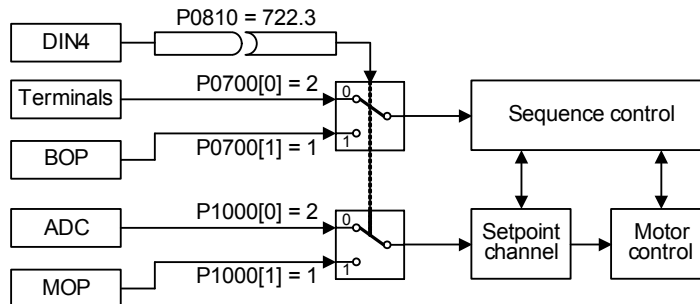 P0810 = 722.3
DIN4
Terminals
P0700[0] = 2
0
1
BOP
P0700[1] = 1
Sequence control
ADC
P1000[0] = 2
0
1
MOP
P1000[1] = 1
Setpoint
channel
Motor
control